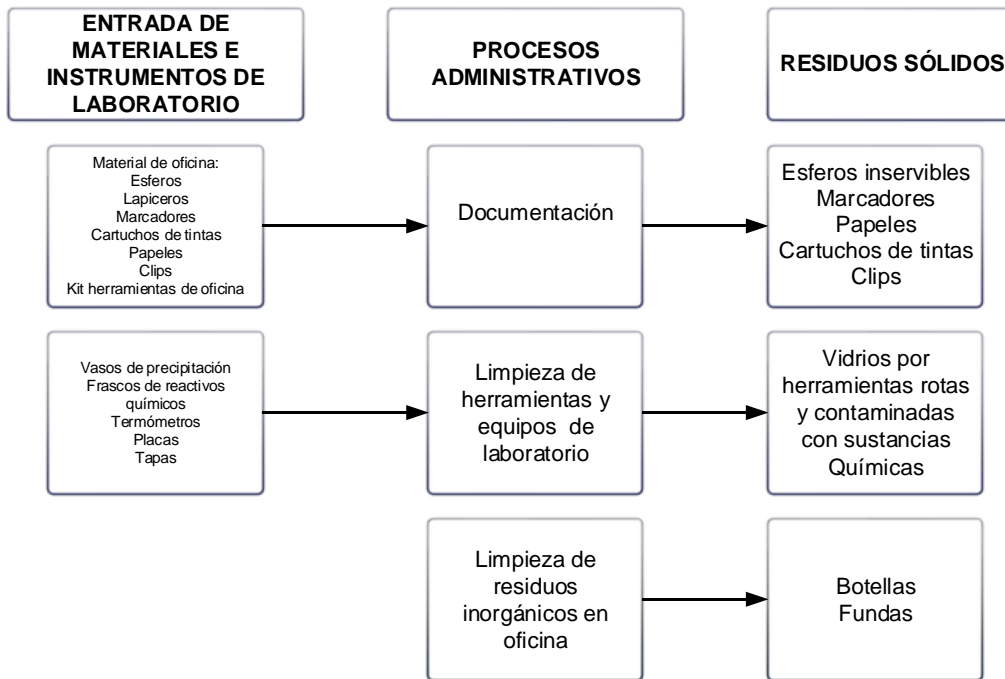 ENTRADA DE
MATERIALES E
INSTRUMENTOS DE
LABORATORIO
PROCESOS
ADMINISTRATIVOS
RESIDUOS SÓLIDOS
Material de oficina:
Esferos
Lapiceros
Marcadores
Cartuchos de tintas
Papeles
Clips
Kit herramientas de oficina
Documentación
Esferos inservibles
Marcadores
Papeles
Cartuchos de tintas
Clips
Vasos de precipitación
Frascos de reactivos
químicos
Termómetros
Placas
Tapas
Limpieza de
herramientas y
equipos de
laboratorio
Vidrios por
herramientas rotas
y contaminadas
con sustancias
Químicas
Limpieza de
residuos
inorgánicos en
oficina
Botellas
Fundas